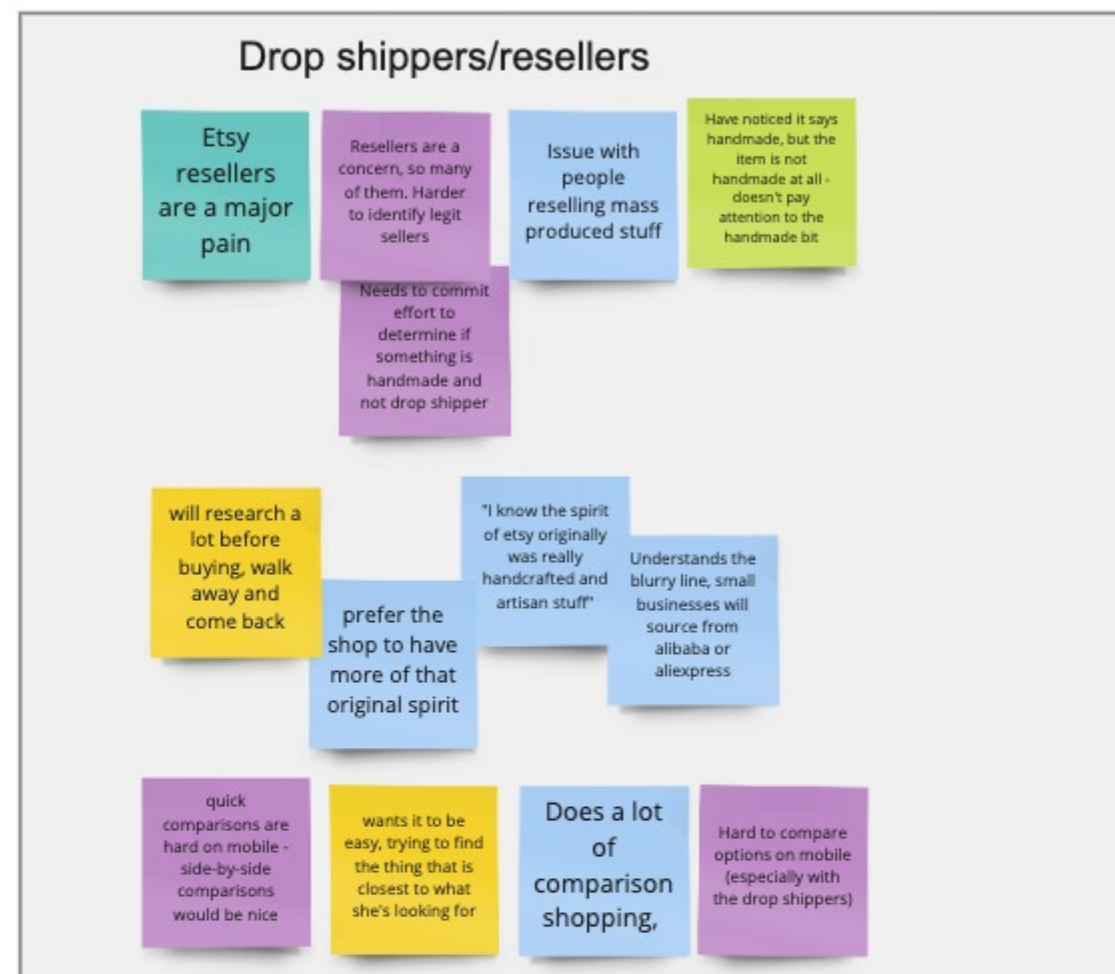 Drop shippers/resellers
Etsy
resellers
are a major
pain
Resellers are a
concern, so many
of them. Harder
to identify legit
sellers
Issue with
people
reselling mass
produced stuff
Have noticed it says
handmade, but the
item is not
handmade at all -
doesn't pay
attention to the
handmade bit
Needs to commit
effort to
determine if
something is
handmade and
not drop shipper
will research a
lot before
buying, walk
away and
come back
prefer the
shop to have
more of that
original spirit
"I know the spirit
of etsy originally
was really
handcrafted and
artisan stuff"
Understands the
blurry line, small
businesses will
source from
alibaba or
aliexpress
quick
comparisons are
hard on mobile -
side-by-side
comparisons
would be nice
wants it to be
easy, trying to find
the thing that is
closest to what
she's looking for
Does a lot
of
comparison
shopping,
Hard to compare
options on mobile
(especially with
the drop shippers)